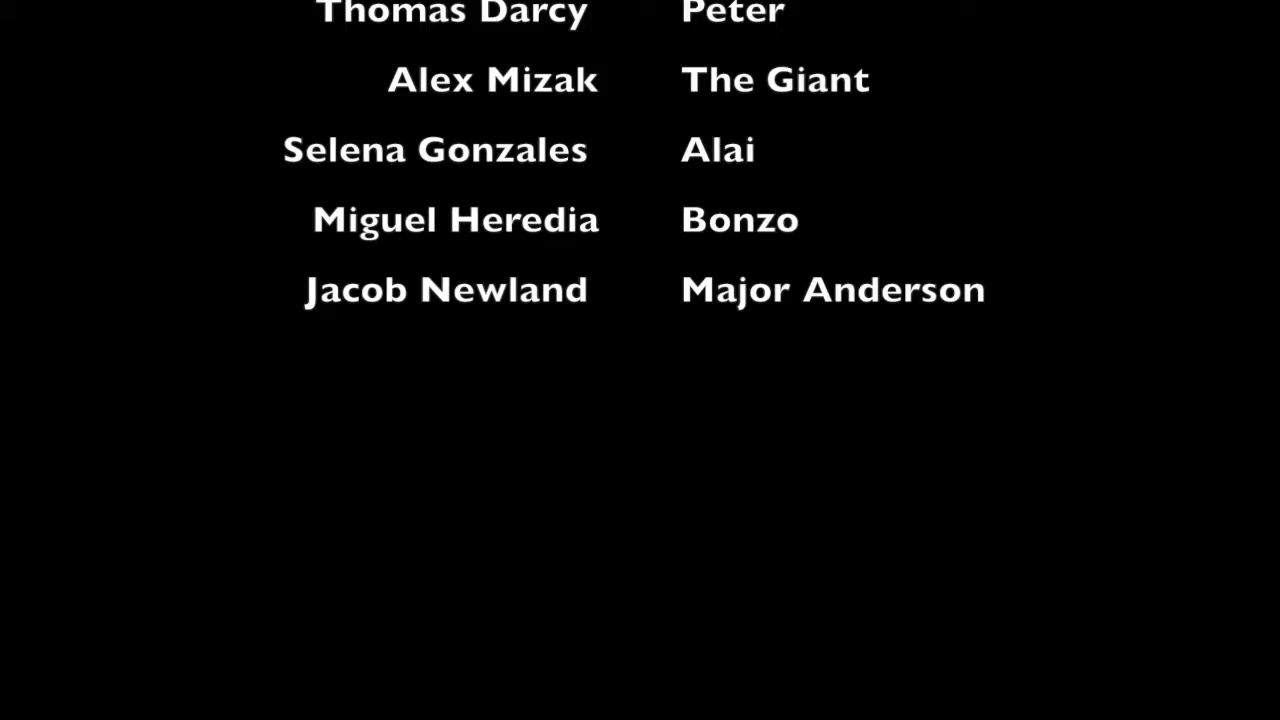 Thomas Darcy Peter
Alex Mizak The Giant
Selena Gonzales Alai
Miguel Heredia Bonzo
Jacob Newland Major Anderson